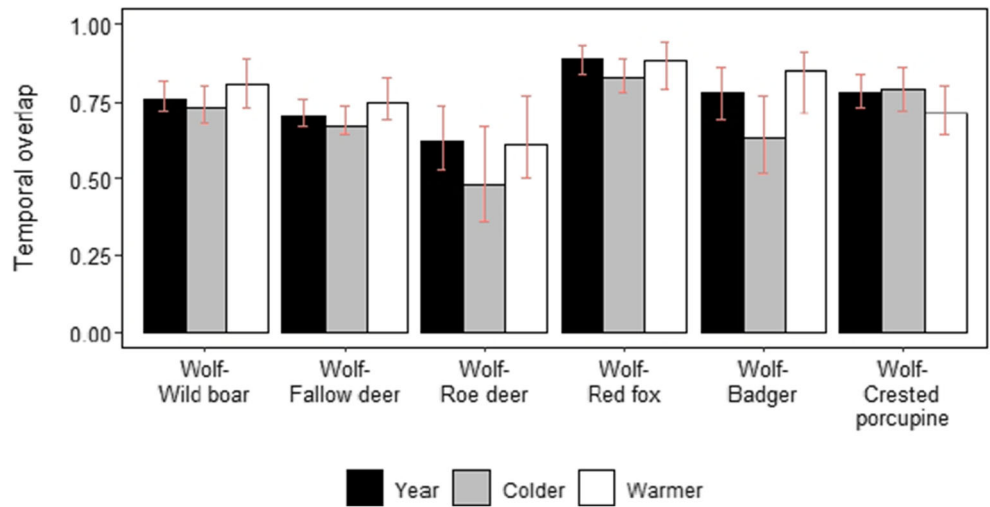 1.00
0.75
0.50
0.25
0.00
Temporal overlap
Wolf-
Wild boar
Wolf-
Fallow deer
Wolf-
Roe deer
Wolf-
Red fox
Wolf-
Badger
Wolf-
Crested
porcupine
Year Colder Warmer